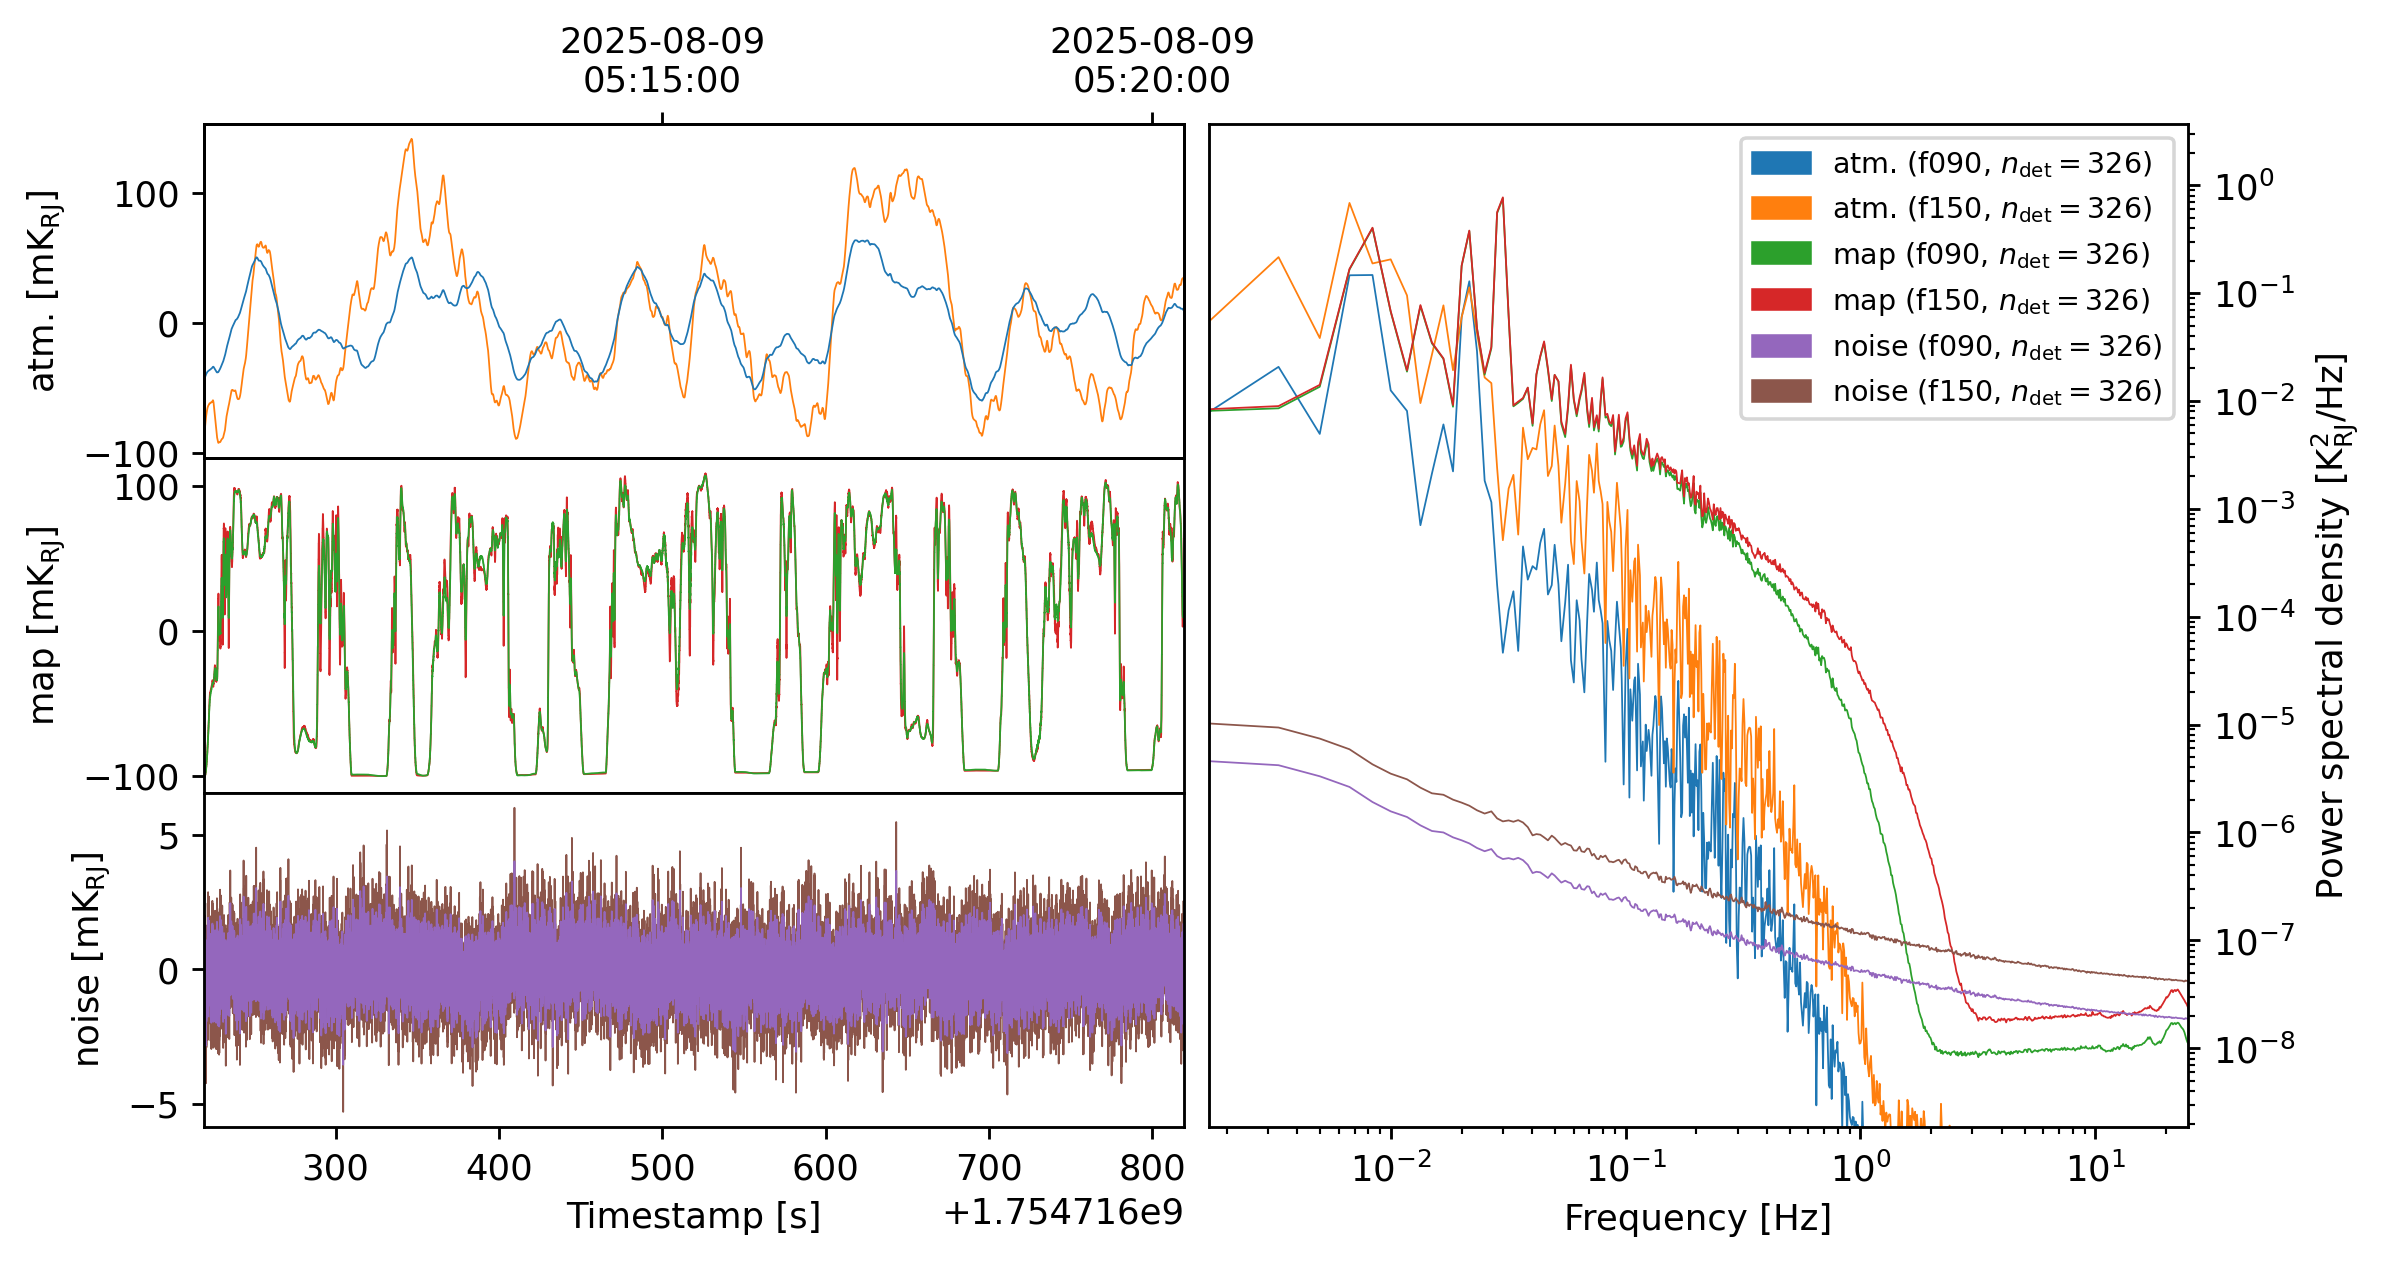 2025-08-09
05:15:00
2025-08-09
05:20:00
atm. [mK_RJ]
100
0
−100
map [mK_RJ]
100
0
−100
noise [mK_RJ]
5
0
−5
300 400 500 600 700 800
Timestamp [s]
+1.754716e9
atm. (f090, n_det = 326)
atm. (f150, n_det = 326)
map (f090, n_det = 326)
map (f150, n_det = 326)
noise (f090, n_det = 326)
noise (f150, n_det = 326)
10^0
10^−1
10^−2
10^−3
10^−4
10^−5
10^−6
10^−7
10^−8
Power spectral density [K^2_RJ/Hz]
10^−2 10^−1 10^0 10^1
Frequency [Hz]